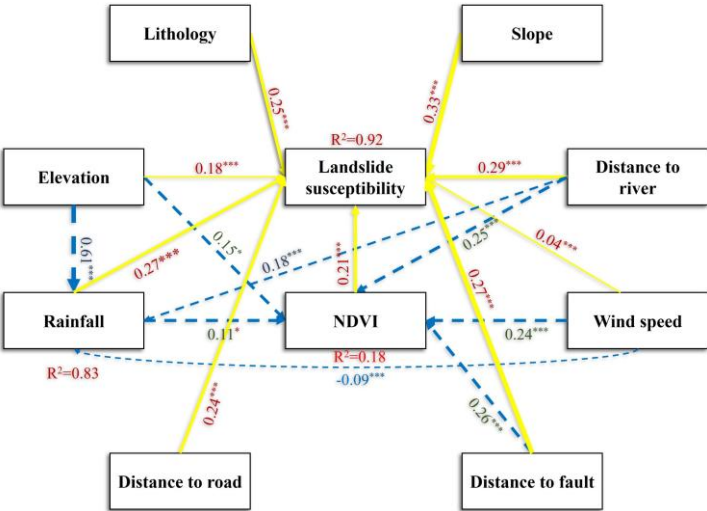 Lithology
Slope
0.25***
0.33***
R²=0.92
Elevation
0.18***
Landslide
susceptibility
0.29***
Distance to
river
0.61***
0.27***
0.15*
0.18***
0.21***
0.25***
0.04***
0.27***
Rainfall
0.11*
NDVI
0.24***
Wind speed
R²=0.83
R²=0.18
-0.09***
0.24***
0.26***
Distance to road
Distance to fault